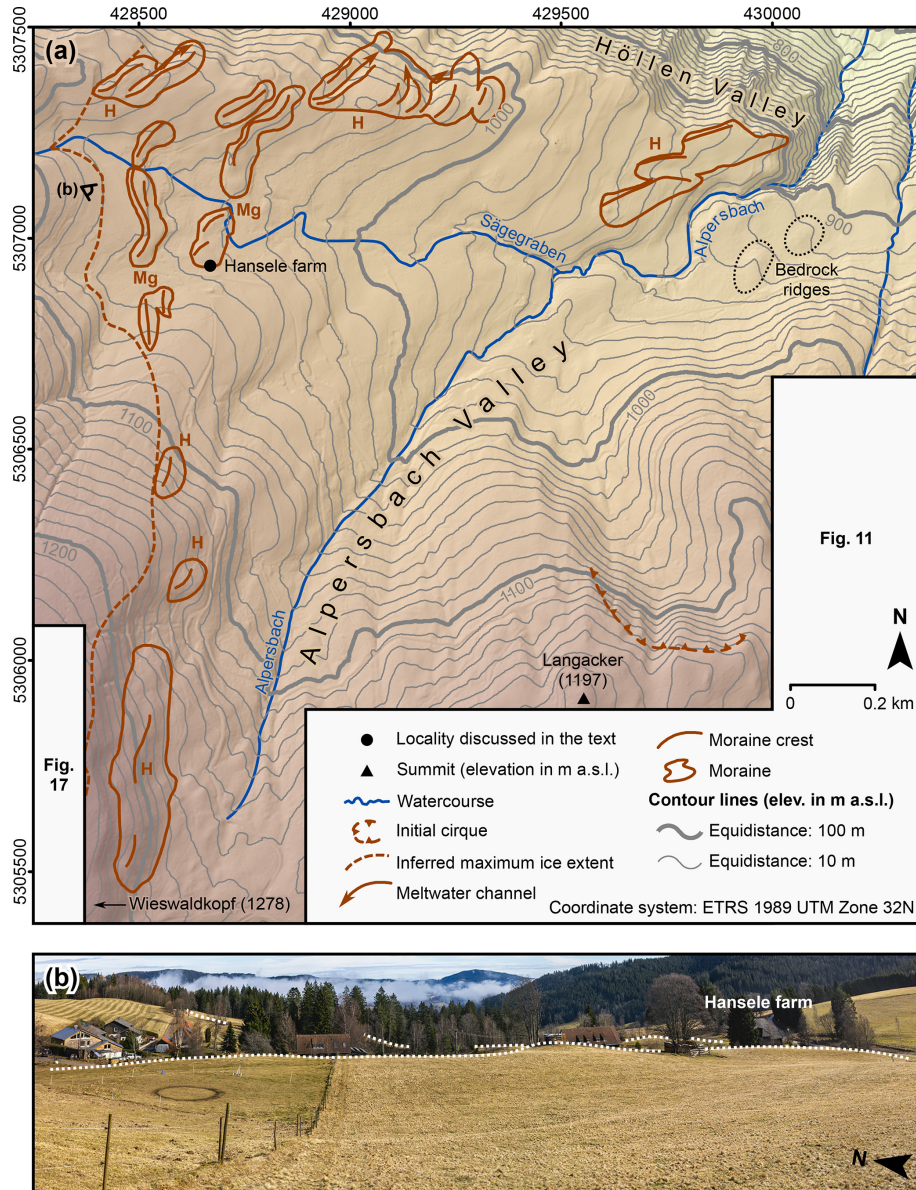 428500
429000
429500
430000
5307500
5307000
5306500
5306000
5305500
(a)
Höllen Valley
800
H
H
1000
H
(b)
Mg
Sägegraben
Alpersbach
900
Hansele farm
Bedrock
ridges
Mg
Alpersbach Valley
1100
1000
H
1200
H
Fig. 11
1100
N
Alpersbach
Langacker
(1197)
0
0.2 km
H
Fig.
17
Wieswaldkopf (1278)
Locality discussed in the text
Summit (elevation in m a.s.l.)
Watercourse
Initial cirque
Inferred maximum ice extent
Meltwater channel
Moraine crest
Moraine
Contour lines (elev. in m a.s.l.)
Equidistance: 100 m
Equidistance: 10 m
Coordinate system: ETRS 1989 UTM Zone 32N
(b)
Hansele farm
N